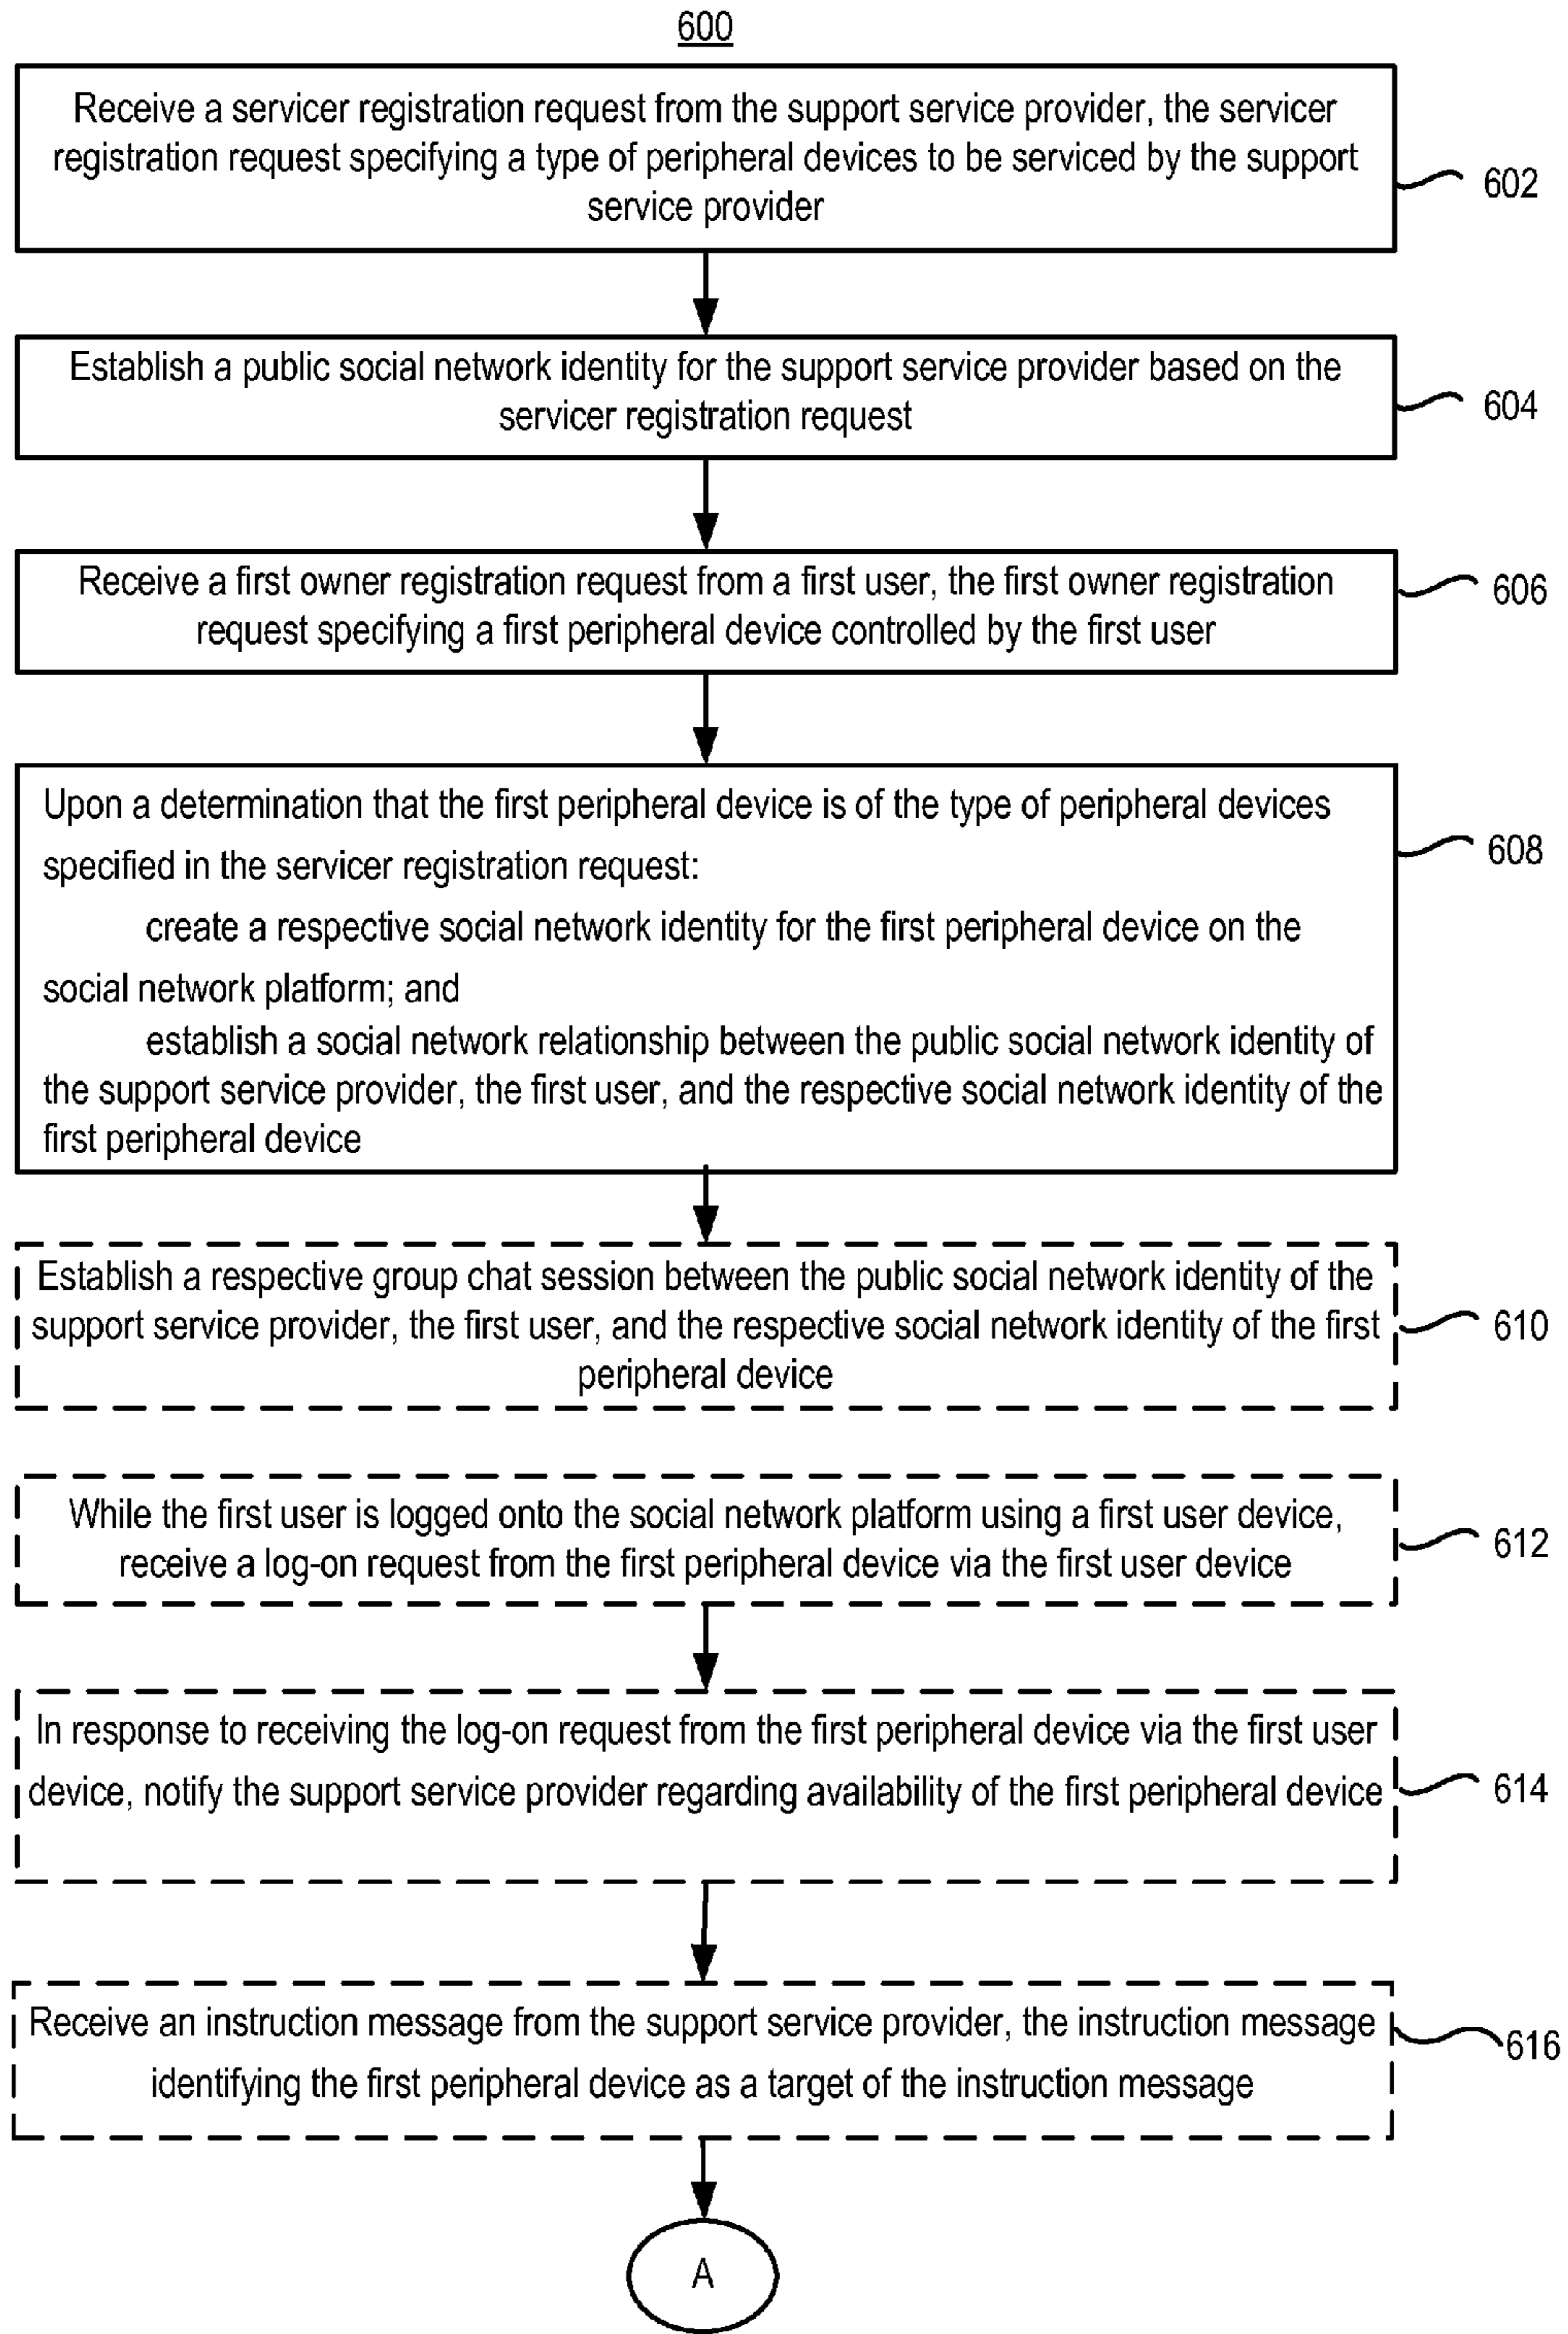 600
Receive a servicer registration request from the support service provider, the servicer
registration request specifying a type of peripheral devices to be serviced by the support
service provider
602
Establish a public social network identity for the support service provider based on the
servicer registration request
604
Receive a first owner registration request from a first user, the first owner registration
request specifying a first peripheral device controlled by the first user
606
Upon a determination that the first peripheral device is of the type of peripheral devices
specified in the servicer registration request:
create a respective social network identity for the first peripheral device on the
social network platform; and
establish a social network relationship between the public social network identity of
the support service provider, the first user, and the respective social network identity of the
first peripheral device
608
Establish a respective group chat session between the public social network identity of the
support service provider, the first user, and the respective social network identity of the first
peripheral device
610
While the first user is logged onto the social network platform using a first user device,
receive a log-on request from the first peripheral device via the first user device
612
In response to receiving the log-on request from the first peripheral device via the first user
device, notify the support service provider regarding availability of the first peripheral device
614
Receive an instruction message from the support service provider, the instruction message
identifying the first peripheral device as a target of the instruction message
616
A